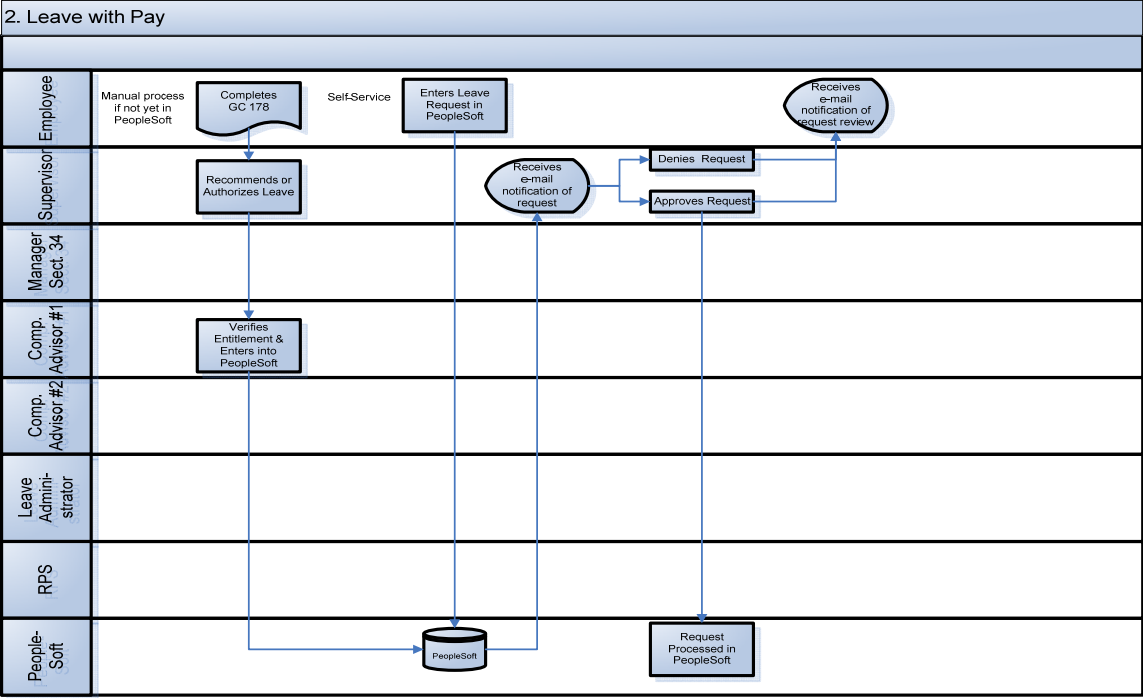 2. Leave with Pay
Employee
Manual process
if not yet in
PeopleSoft
Completes
GC 178
Self-Service
Enters Leave
Request in
PeopleSoft
Receives
e-mail
notification of
request review
Supervisor
Recommends or
Authorizes Leave
Receives
e-mail
notification of
request
Denies Request
Approves Request
Manager
Sect. 34
Comp.
Advisor #1
Verifies
Entitlement &
Enters into
PeopleSoft
Comp.
Advisor #2
Leave
Admini-
strator
RPS
People-
Soft
PeopleSoft
Request
Processed in
PeopleSoft